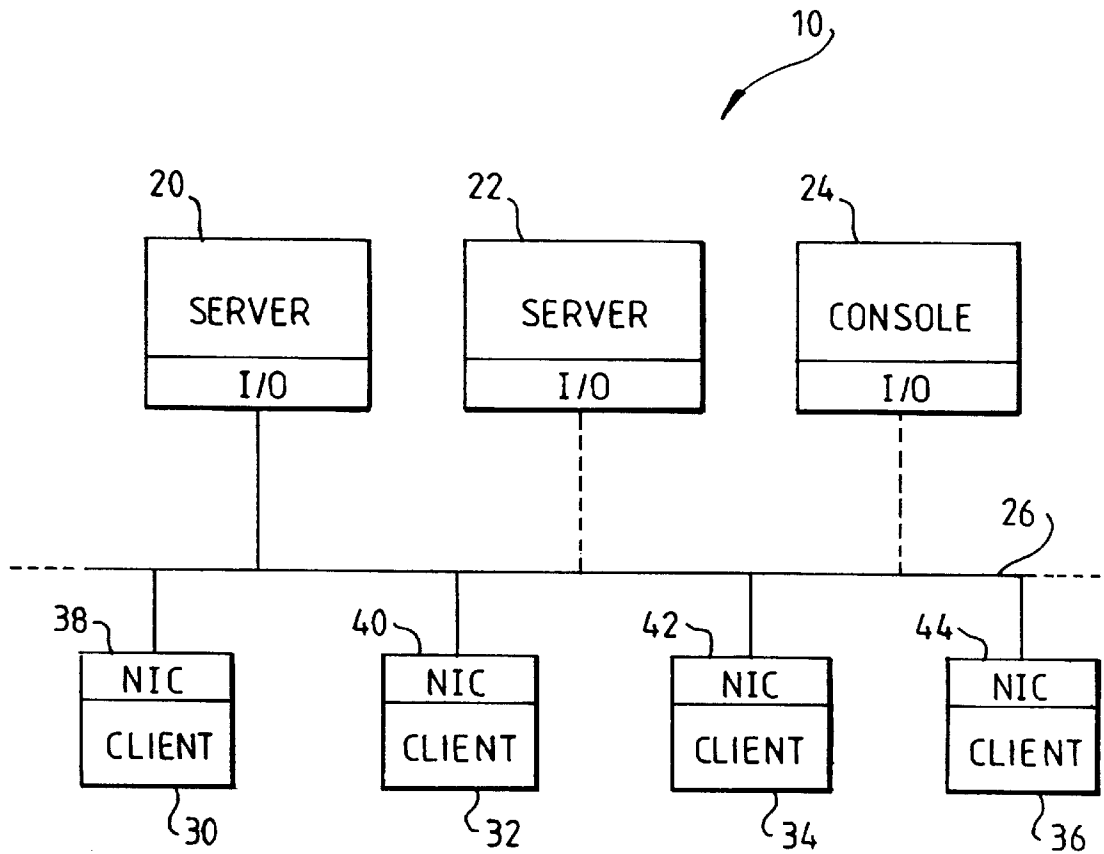 10
20 22 24
SERVER SERVER CONSOLE
I/O I/O I/O
26
38 40 42 44
NIC NIC NIC NIC
CLIENT CLIENT CLIENT CLIENT
30 32 34 36